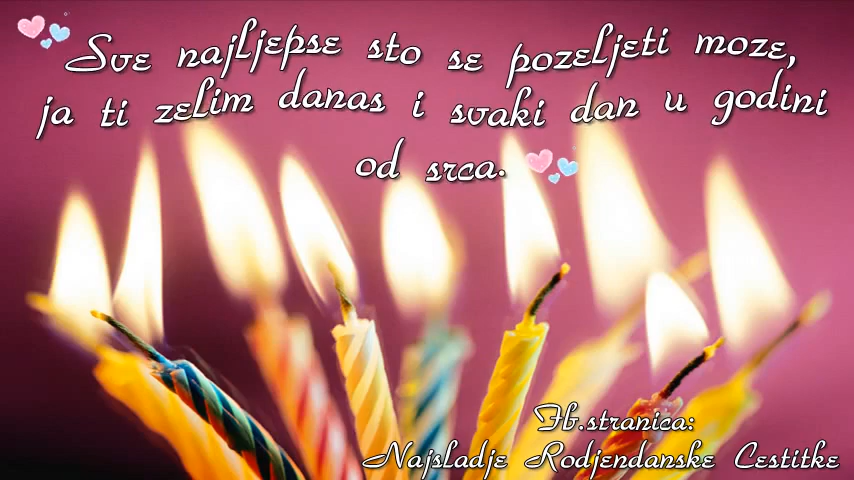 Sve najljepse sto se pozeljeti moze,
ja ti zelim danas i svaki dan u godini
od srca.
Fb.stranica:
Najsladje Rodjendanske Cestitke